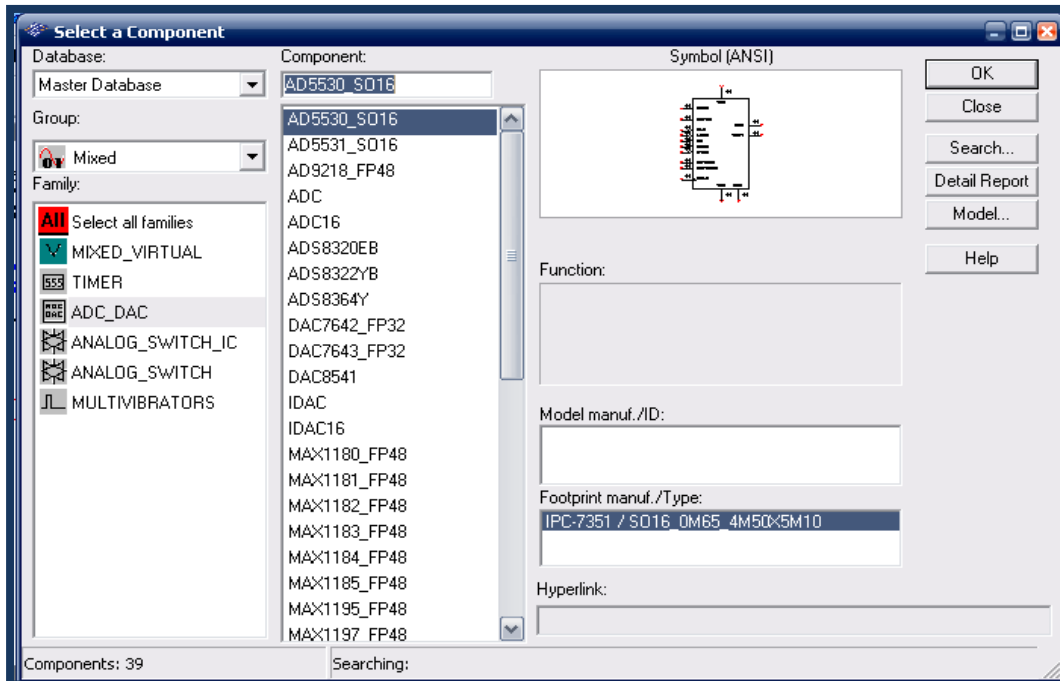 Select a Component
Database:
Master Database
Group:
Mixed
Family:
All Select all families
MIXED_VIRTUAL
555 TIMER
ADC_DAC
ANALOG_SWITCH_IC
ANALOG_SWITCH
MULTIVIBRATORS
Component:
AD5530_SO16
AD5530_SO16
AD5531_SO16
AD9218_FP48
ADC
ADC16
ADS8320EB
ADS8322YB
ADS8364Y
DAC7642_FP32
DAC7643_FP32
DAC8541
IDAC
IDAC16
MAX1180_FP48
MAX1181_FP48
MAX1182_FP48
MAX1183_FP48
MAX1184_FP48
MAX1185_FP48
MAX1195_FP48
MAX1197_FP48
Symbol (ANSI)
Function:
Model manuf./ID:
Footprint manuf./Type:
IPC-7351 / SO16_0M65_4M50X5M10
Hyperlink:
OK
Close
Search...
Detail Report
Model...
Help
Components: 39
Searching: